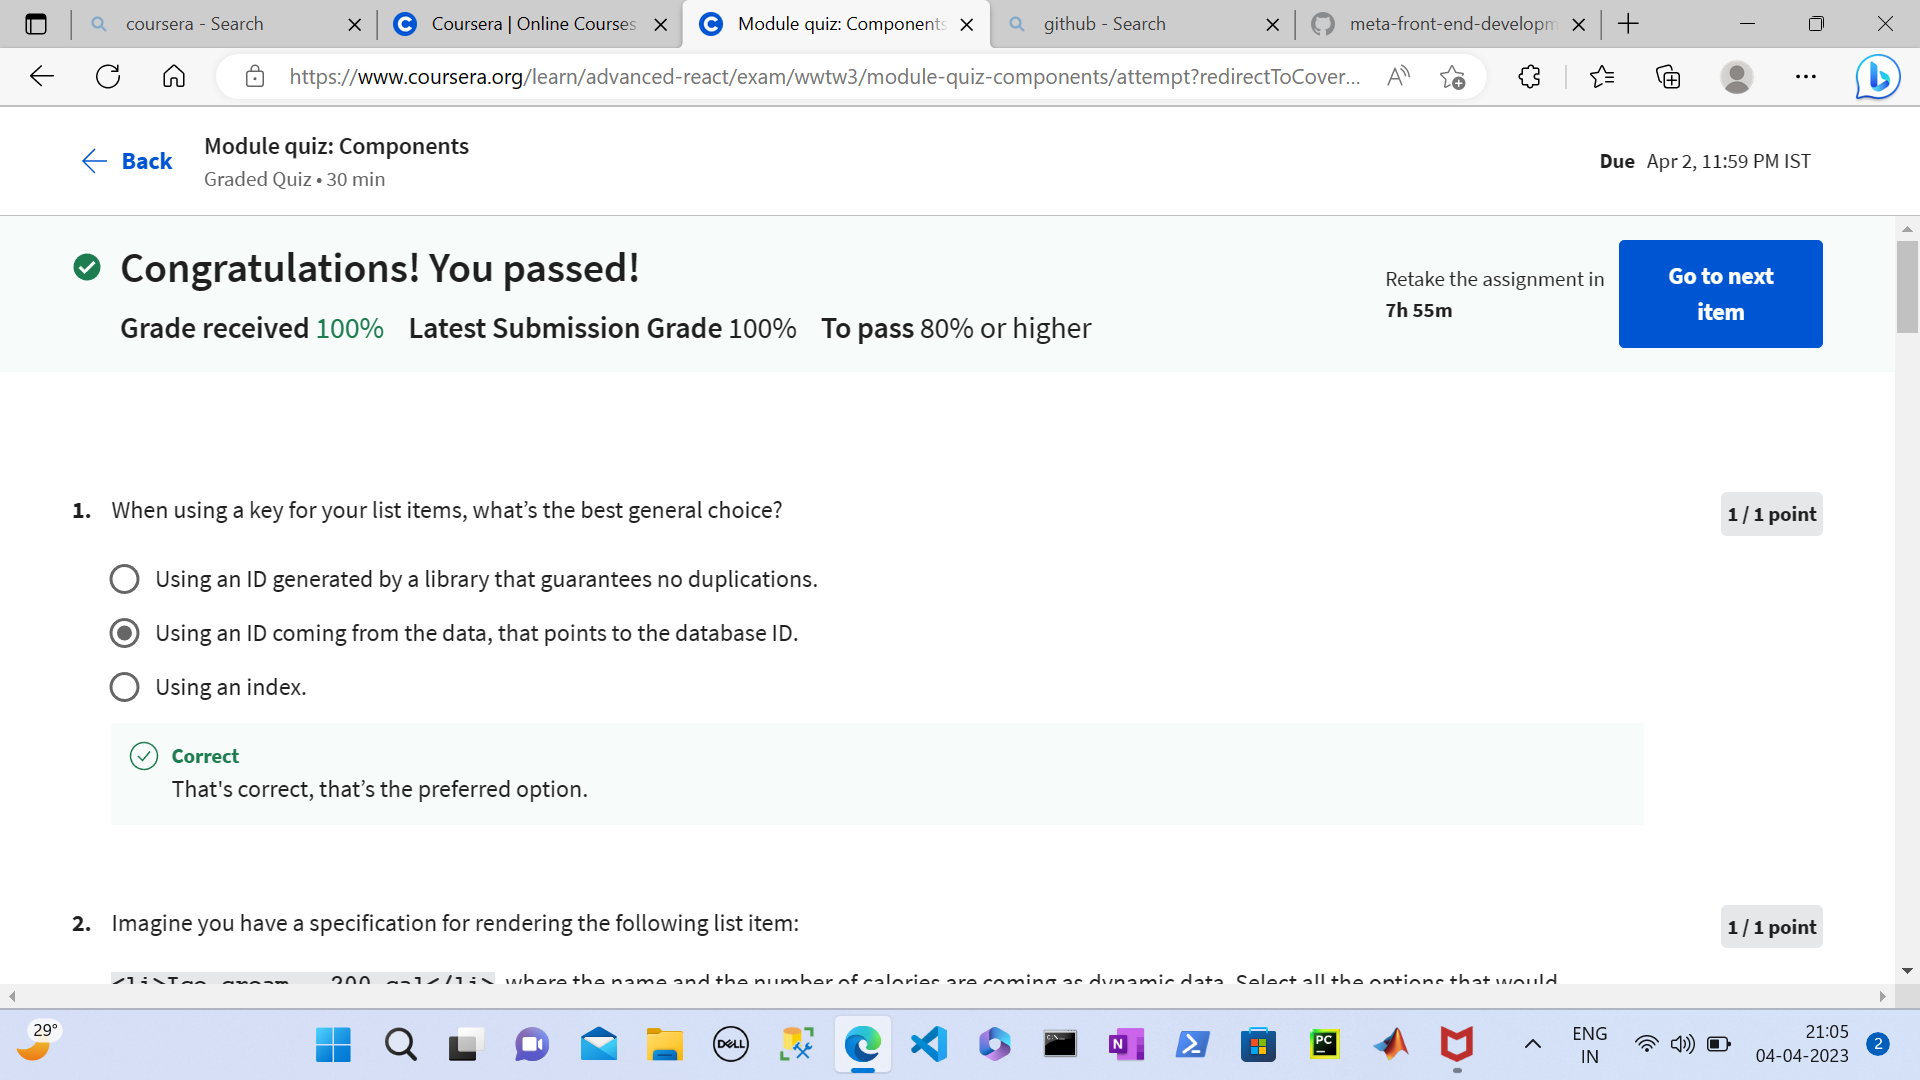 coursera - Search
Coursera | Online Courses
Module quiz: Components
github - Search
meta-front-end-developm
https://www.coursera.org/learn/advanced-react/exam/wwtw3/module-quiz-components/attempt?redirectToCover...
Back
Module quiz: Components
Graded Quiz • 30 min
Due Apr 2, 11:59 PM IST
Congratulations! You passed!
Grade received 100% Latest Submission Grade 100% To pass 80% or higher
Retake the assignment in
7h 55m
Go to next
item
1. When using a key for your list items, what’s the best general choice?
1 / 1 point
Using an ID generated by a library that guarantees no duplications.
Using an ID coming from the data, that points to the database ID.
Using an index.
Correct
That's correct, that’s the preferred option.
2. Imagine you have a specification for rendering the following list item:
1 / 1 point
<li>Ice cream - 200 cal</li> where the name and the number of calories are coming as dynamic data. Select all the options that would
29°
DELL
PC
N
ENG
IN
21:05
04-04-2023
2